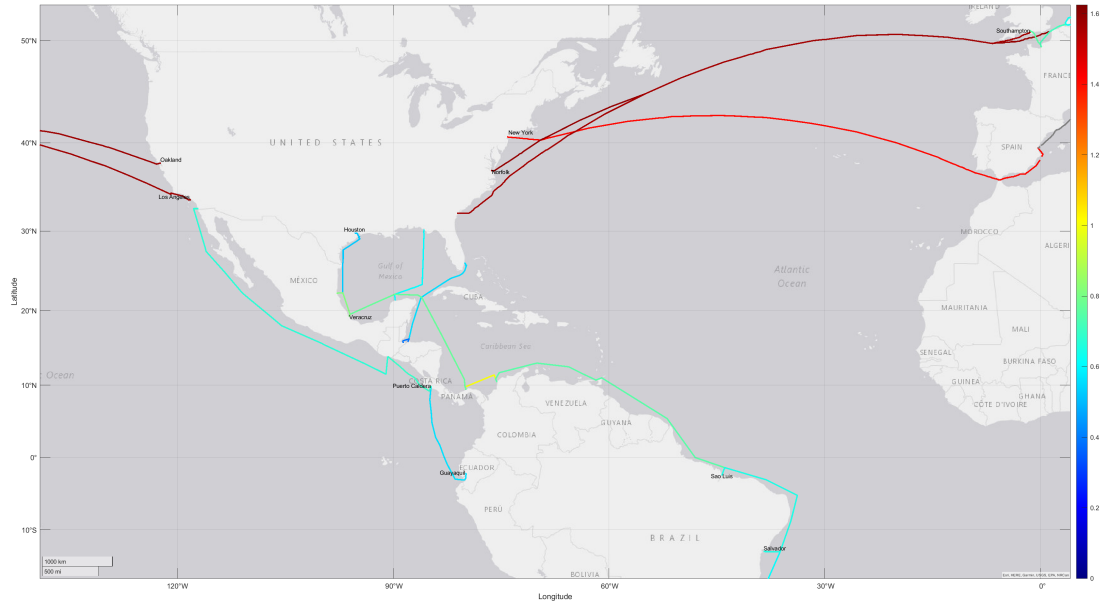 IRELAND
Southampton
50°N
FRANCE
New York
40°N
UNITED STATES
SPAIN
Oakland
Norfolk
Los Angeles
MOROCCO
30°N
Houston
ALGERI
Gulf of
Mexico
Atlantic
Ocean
MÉXICO
CUBA
MAURITANIA
20°N
Veracruz
MALI
Caribbean Sea
SENEGAL
BURKINA FASO
c Ocean
COSTA RICA
GUINEA
10°N
Puerto Caldera
GHANA
PANAMÁ
VENEZUELA
CÔTE D'IVOIRE
GUYANA
COLOMBIA
0°
ECUADOR
Guayaquil
Sao Luis
PERÚ
10°S
BRAZIL
Salvador
1000 km
500 mi
BOLIVIA
120°W
90°W
60°W
30°W
0°
Longitude
Latitude
1.6
1.4
1.2
1
0.8
0.6
0.4
0.2
0